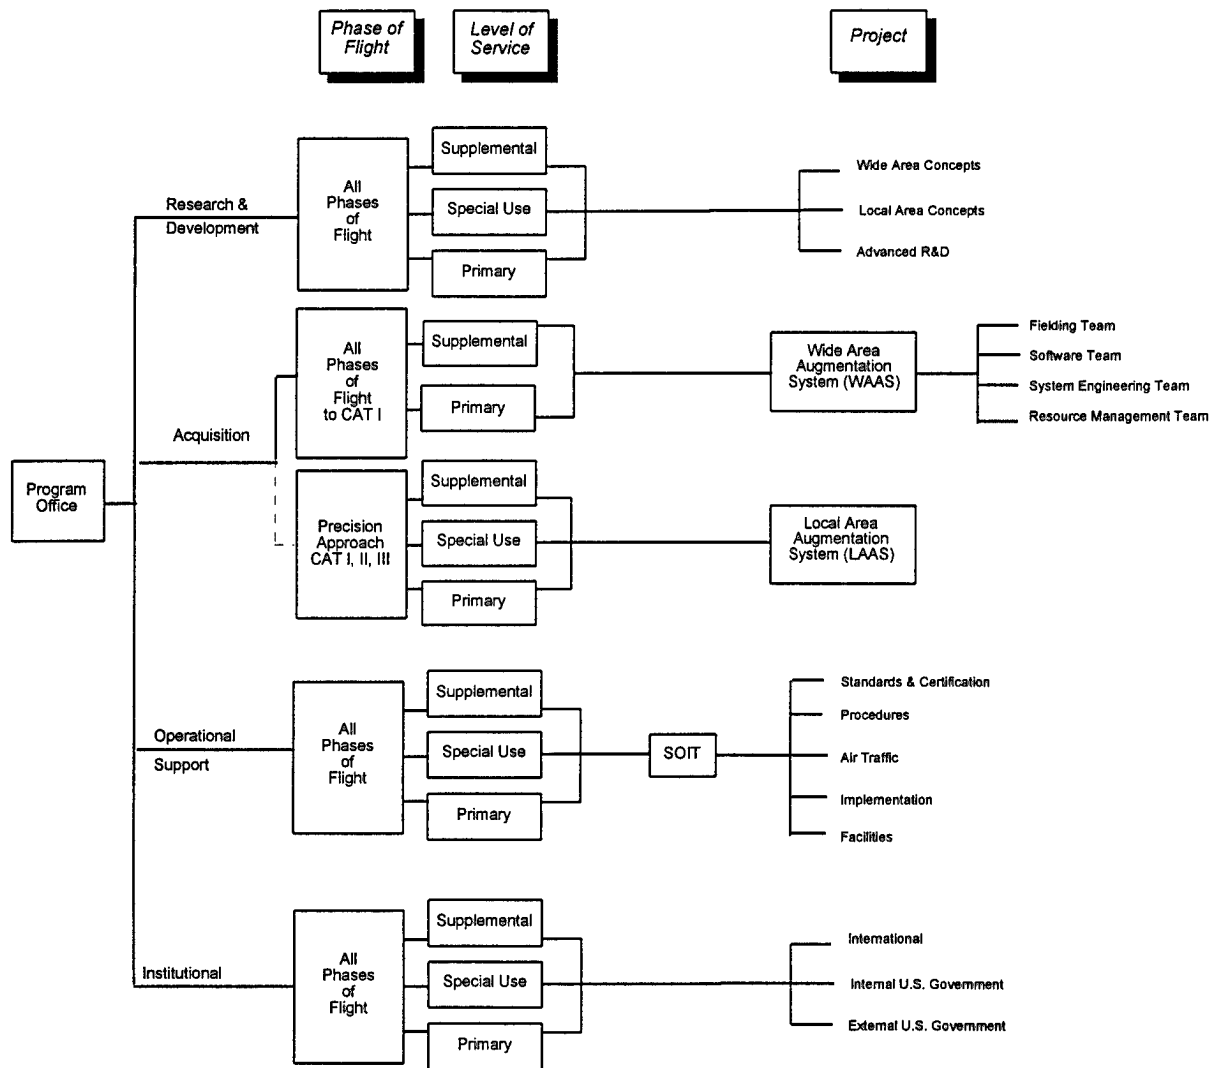 Phase of
Flight
Level of
Service
Project
Research &
Development
All
Phases
of
Flight
Supplemental
Special Use
Primary
Wide Area Concepts
Local Area Concepts
Advanced R&D
Program
Office
Acquisition
All
Phases
of
Flight
to CAT I
Supplemental
Primary
Wide Area
Augmentation
System (WAAS)
Fielding Team
Software Team
System Engineering Team
Resource Management Team
Precision
Approach
CAT I, II, III
Supplemental
Special Use
Primary
Local Area
Augmentation
System (LAAS)
Operational
Support
All
Phases
of
Flight
Supplemental
Special Use
Primary
SOIT
Standards & Certification
Procedures
Air Traffic
Implementation
Facilities
Institutional
All
Phases
of
Flight
Supplemental
Special Use
Primary
International
Internal U.S. Government
External U.S. Government